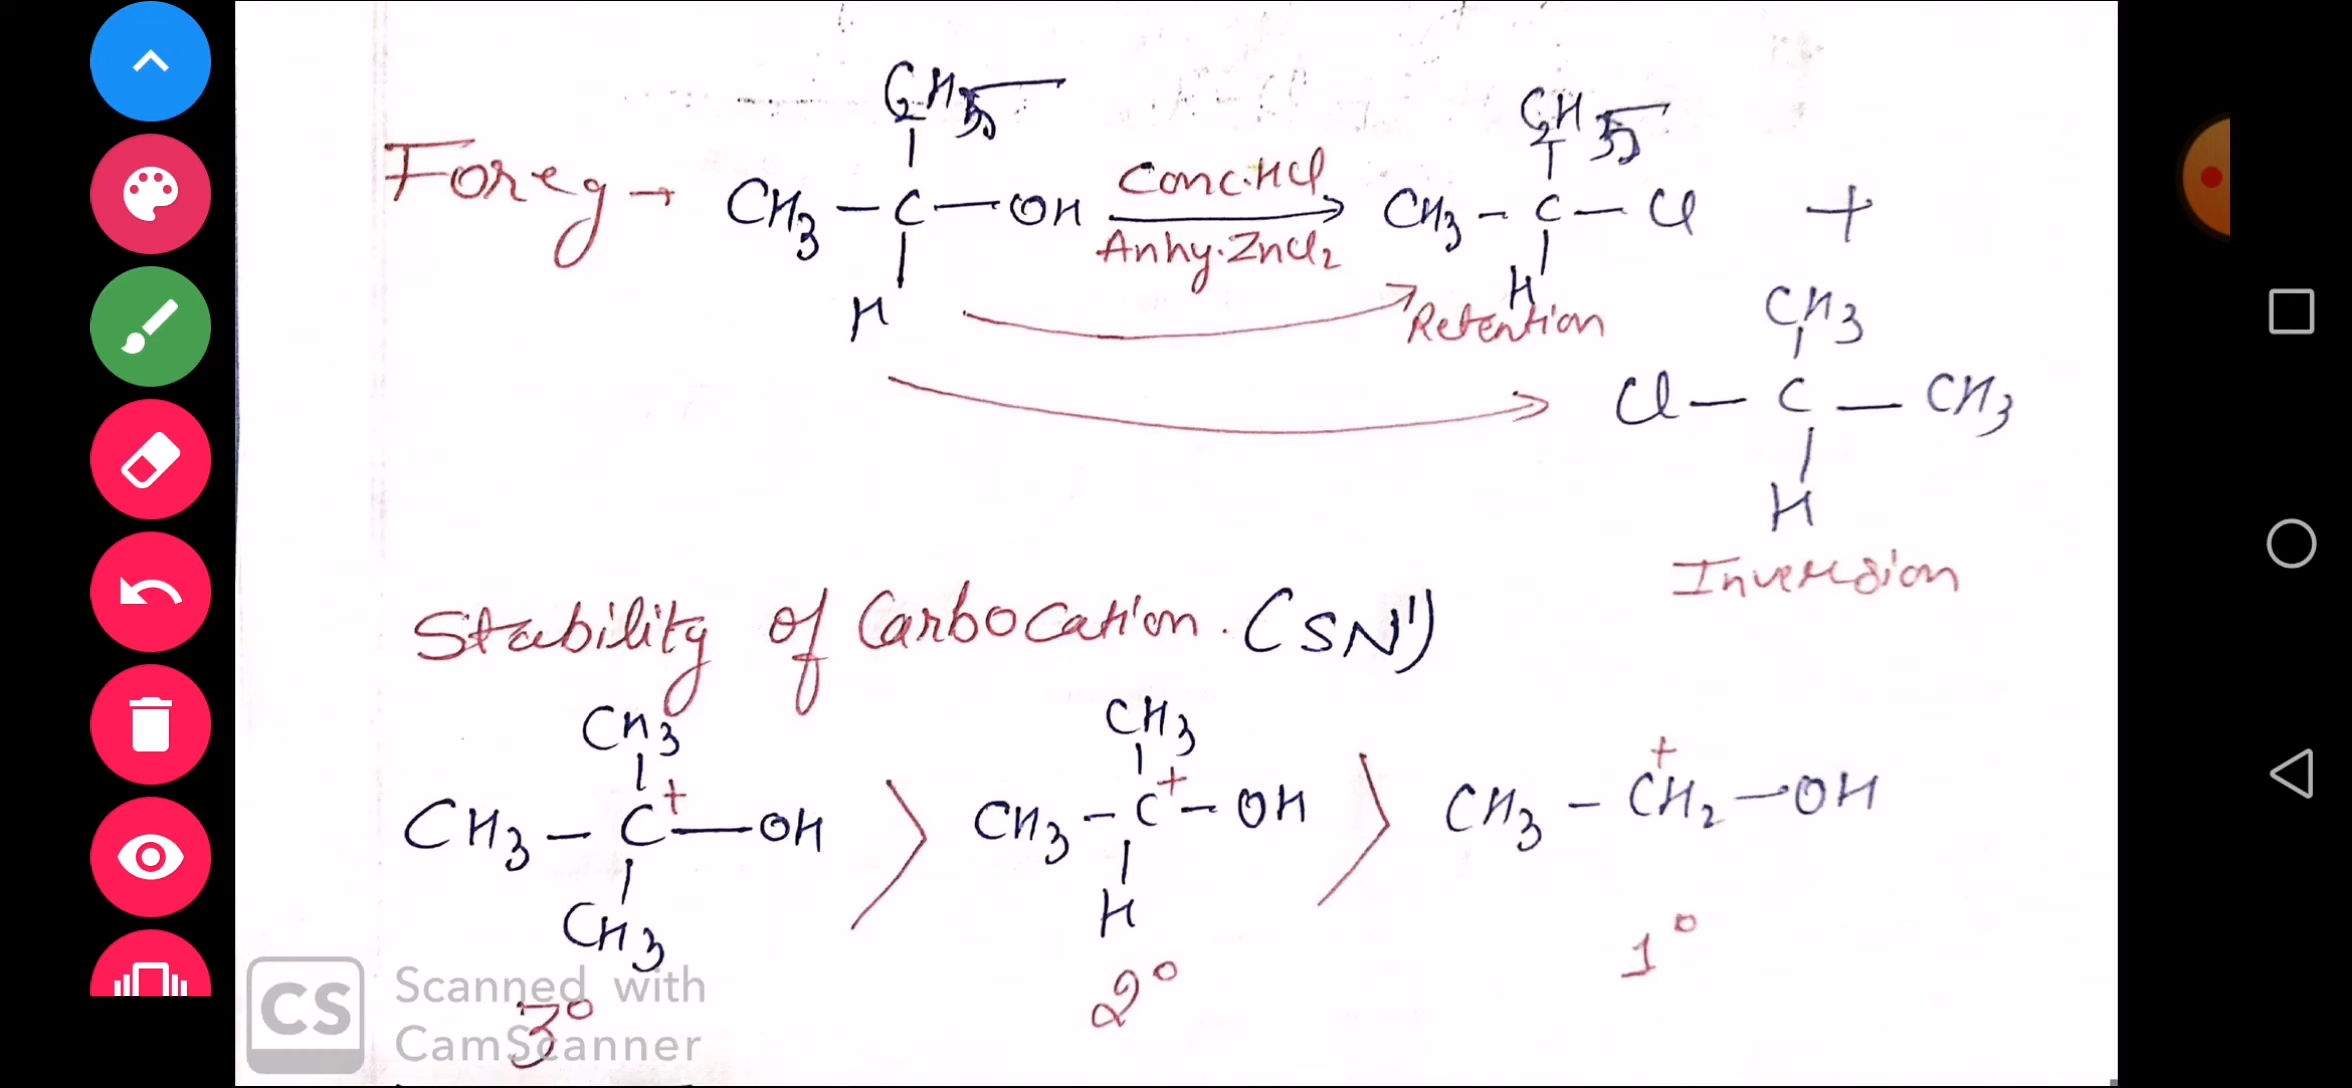 C2H5
C2H5
For eg → CH3 – C – OH Conc.HCl CH3 – C – Cl +
Anhy.ZnCl2
H
H
Retention
CH3
Cl – C – CH3
H
Inversion
Stability of Carbocation. (SN1)
CH3
CH3
CH3 – C+ – OH > CH3 – C+ – OH > CH3 – C+H2 – OH
CH3
H
3° 2° 1°
CS Scanned with
CamScanner